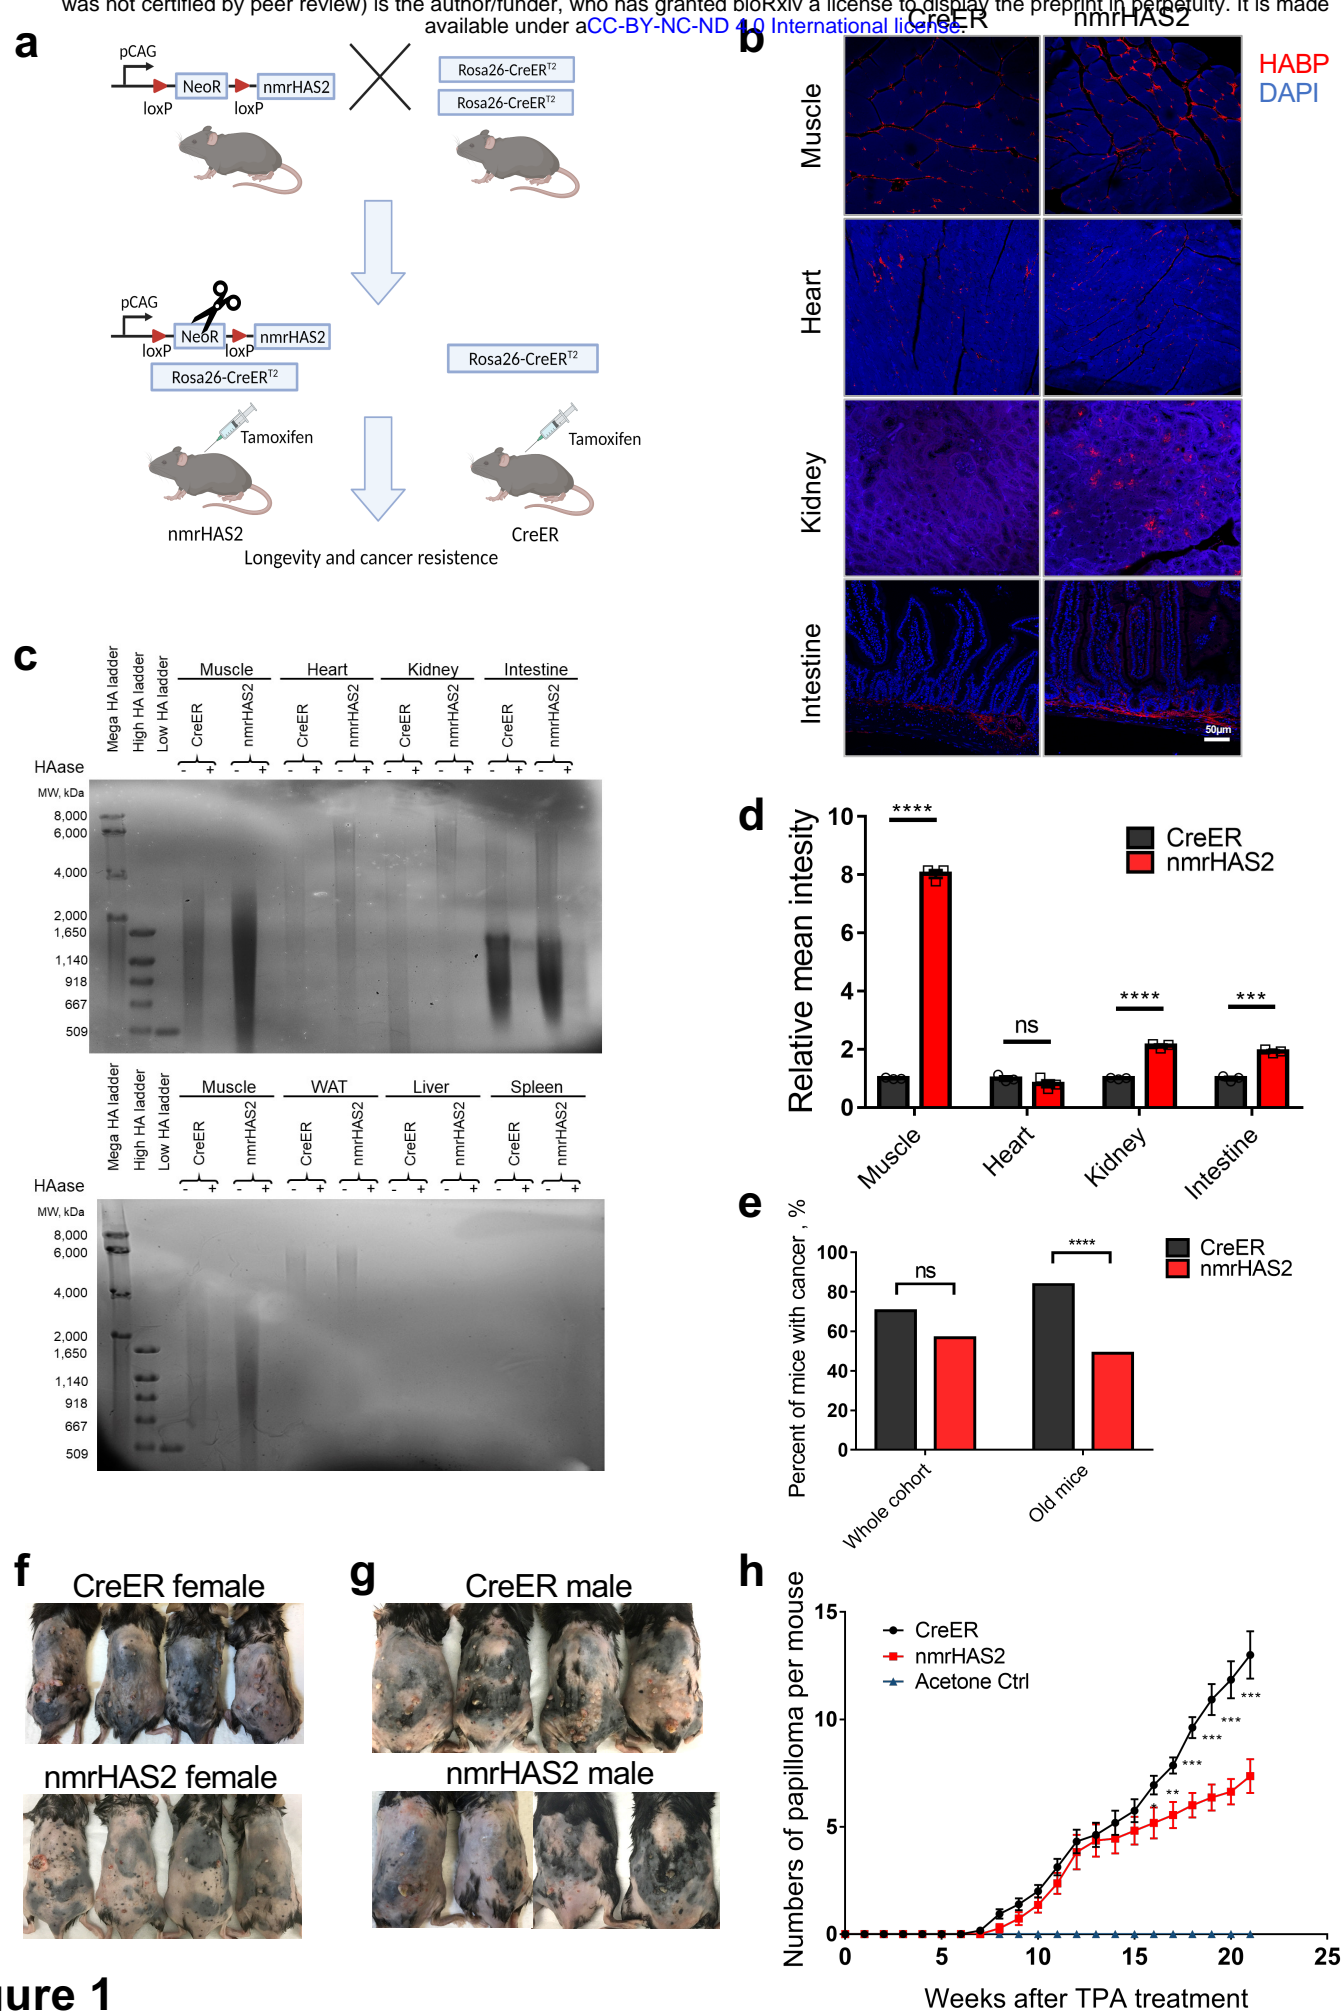 was not certified by peer review) is the author/funder, who has granted bioRxiv a license to display the preprint in perpetuity. It is made
available under aCC-BY-NC-ND 4.0 International license.
a
pCAG
NeoR
nmrHAS2
loxP
loxP
Rosa26-CreERT2
Rosa26-CreERT2
pCAG
NeoR
nmrHAS2
loxP
loxP
Rosa26-CreERT2
Rosa26-CreERT2
Tamoxifen
Tamoxifen
nmrHAS2
CreER
Longevity and cancer resistence
b
CreER
nmrHAS2
HABP
DAPI
Muscle
Heart
Kidney
Intestine
50µm
c
Mega HA ladder
High HA ladder
Low HA ladder
Muscle
Heart
Kidney
Intestine
CreER
nmrHAS2
CreER
nmrHAS2
CreER
nmrHAS2
CreER
nmrHAS2
HAase
- + - + - + - + - + - + - + - +
MW, kDa
8,000
6,000
4,000
2,000
1,650
1,140
918
667
509
Mega HA ladder
High HA ladder
Low HA ladder
Muscle
WAT
Liver
Spleen
CreER
nmrHAS2
CreER
nmrHAS2
CreER
nmrHAS2
CreER
nmrHAS2
HAase
- + - + - + - + - + - + - + - +
MW, kDa
8,000
6,000
4,000
2,000
1,650
1,140
918
667
509
d
Relative mean intesity
10
8
6
4
2
0
****
ns
****
***
CreER
nmrHAS2
Muscle
Heart
Kidney
Intestine
e
Percent of mice with cancer , %
100
80
60
40
20
0
ns
****
CreER
nmrHAS2
Whole cohort
Old mice
f
CreER female
nmrHAS2 female
g
CreER male
nmrHAS2 male
h
Numbers of papilloma per mouse
15
10
5
0
CreER
nmrHAS2
Acetone Ctrl
*
**
***
***
***
***
0 5 10 15 20 25
Weeks after TPA treatment
gure 1